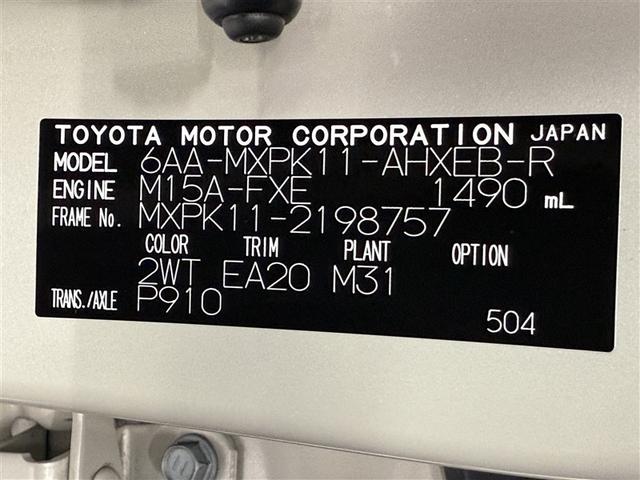 TOYOTA MOTOR CORPORATION JAPAN
MODEL 6AA-MXPK11-AHXEB-R
ENGINE M15A-FXE 1490 mL
FRAME No. MXPK11-2198757
COLOR TRIM PLANT OPTION
2WT EA20 M31
TRANS./AXLE P910
504